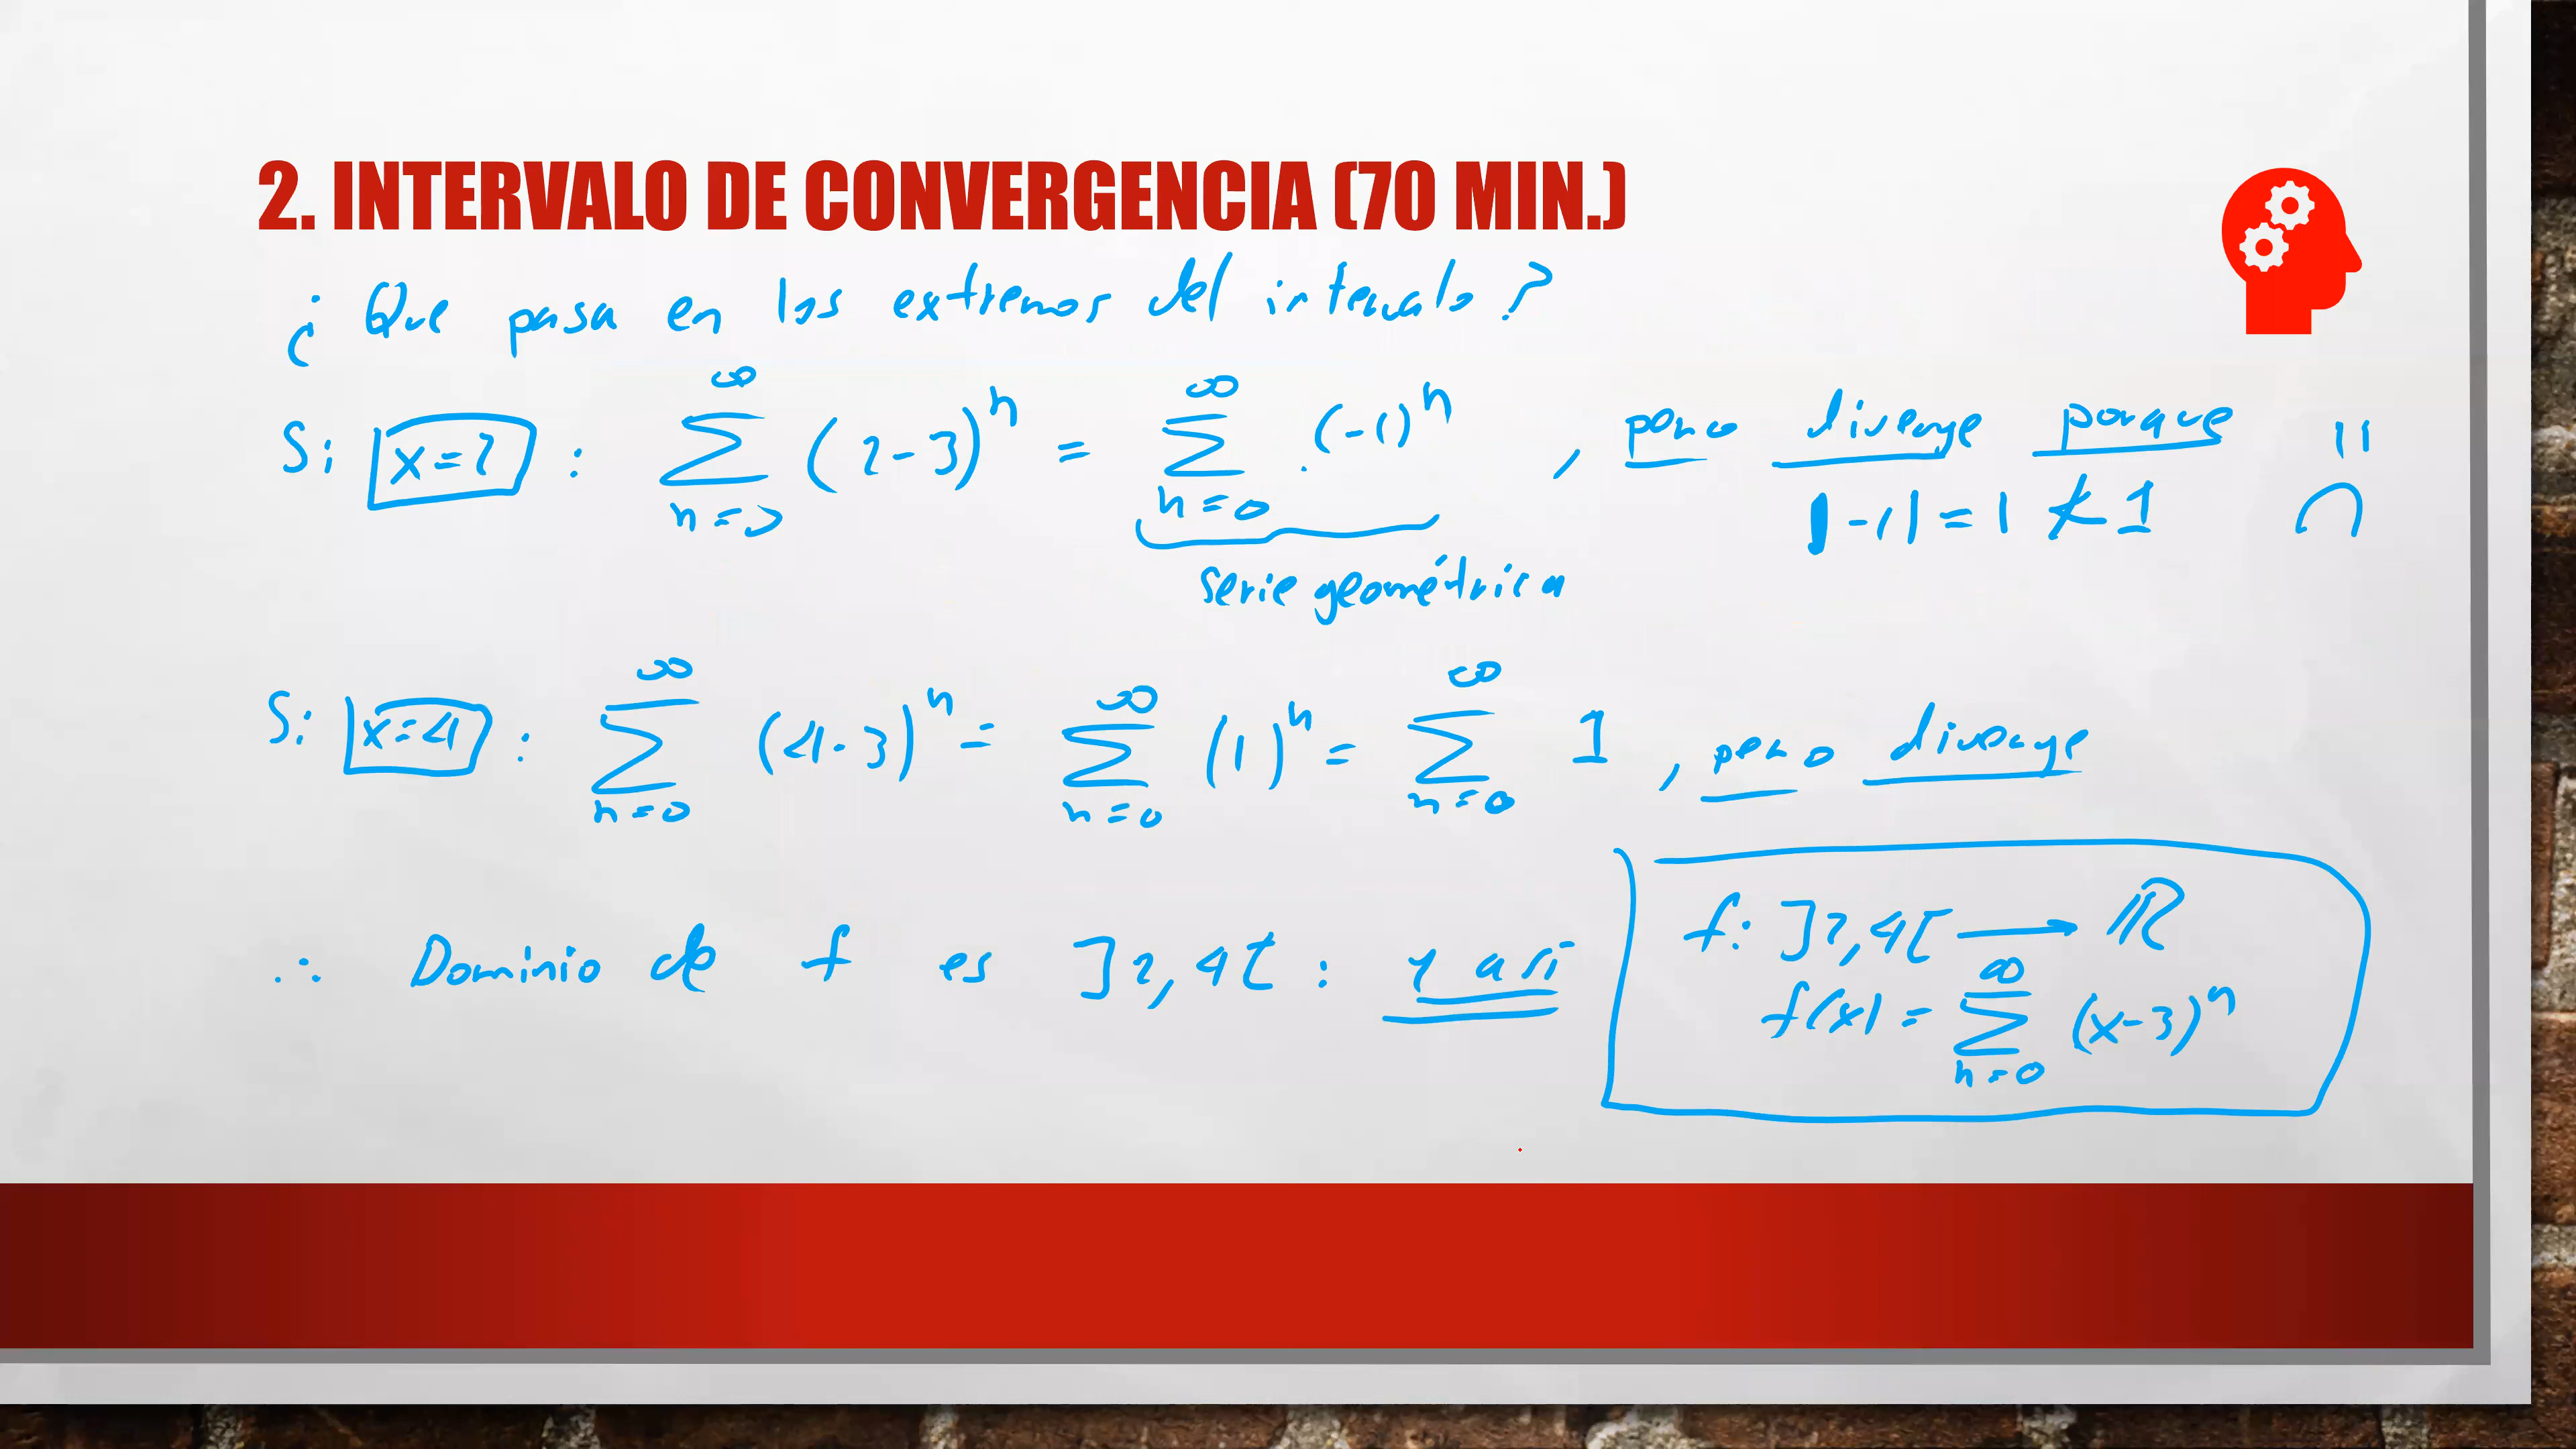 2. INTERVALO DE CONVERGENCIA (70 MIN.)
¿Que pasa en los extremos del intervalo?
Si x=2 : ∑_{n=0}^{∞} (2-3)^n = ∑_{n=0}^{∞} (-1)^n , pero diverge porque
|-1| = 1 ≮ 1
serie geométrica
Si x=4 : ∑_{n=0}^{∞} (4-3)^n = ∑_{n=0}^{∞} (1)^n = ∑_{n=0}^{∞} 1 , pero diverge
∴ Dominio de f es ]2,4[ : y así
f: ]2,4[ ⟶ ℝ
f(x) = ∑_{n=0}^{∞} (x-3)^n